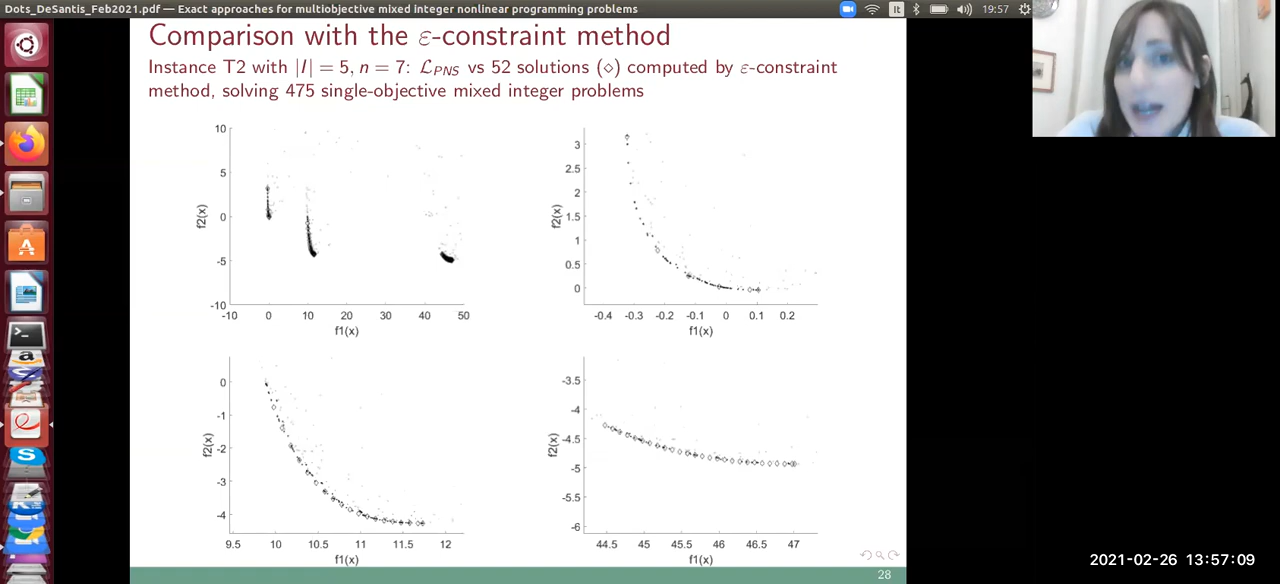 Dots_DeSantis_Feb2021.pdf — Exact approaches for multiobjective mixed integer nonlinear programming problems
It
19:57
Comparison with the ε-constraint method
Instance T2 with |I| = 5, n = 7: ℒPNS vs 52 solutions (◇) computed by ε-constraint
method, solving 475 single-objective mixed integer problems
10
5
0
-5
-10
f2(x)
-10 0 10 20 30 40 50
f1(x)
3
2.5
2
1.5
1
0.5
0
f2(x)
-0.4 -0.3 -0.2 -0.1 0 0.1 0.2
f1(x)
0
-1
-2
-3
-4
f2(x)
9.5 10 10.5 11 11.5 12
f1(x)
-3.5
-4
-4.5
-5
-5.5
-6
f2(x)
44.5 45 45.5 46 46.5 47
f1(x)
28
2021-02-26 13:57:09